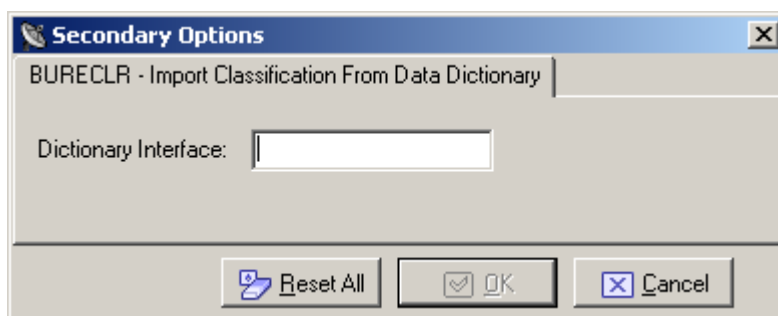 Secondary Options
BURECLR - Import Classification From Data Dictionary
Dictionary Interface:
Reset All OK Cancel